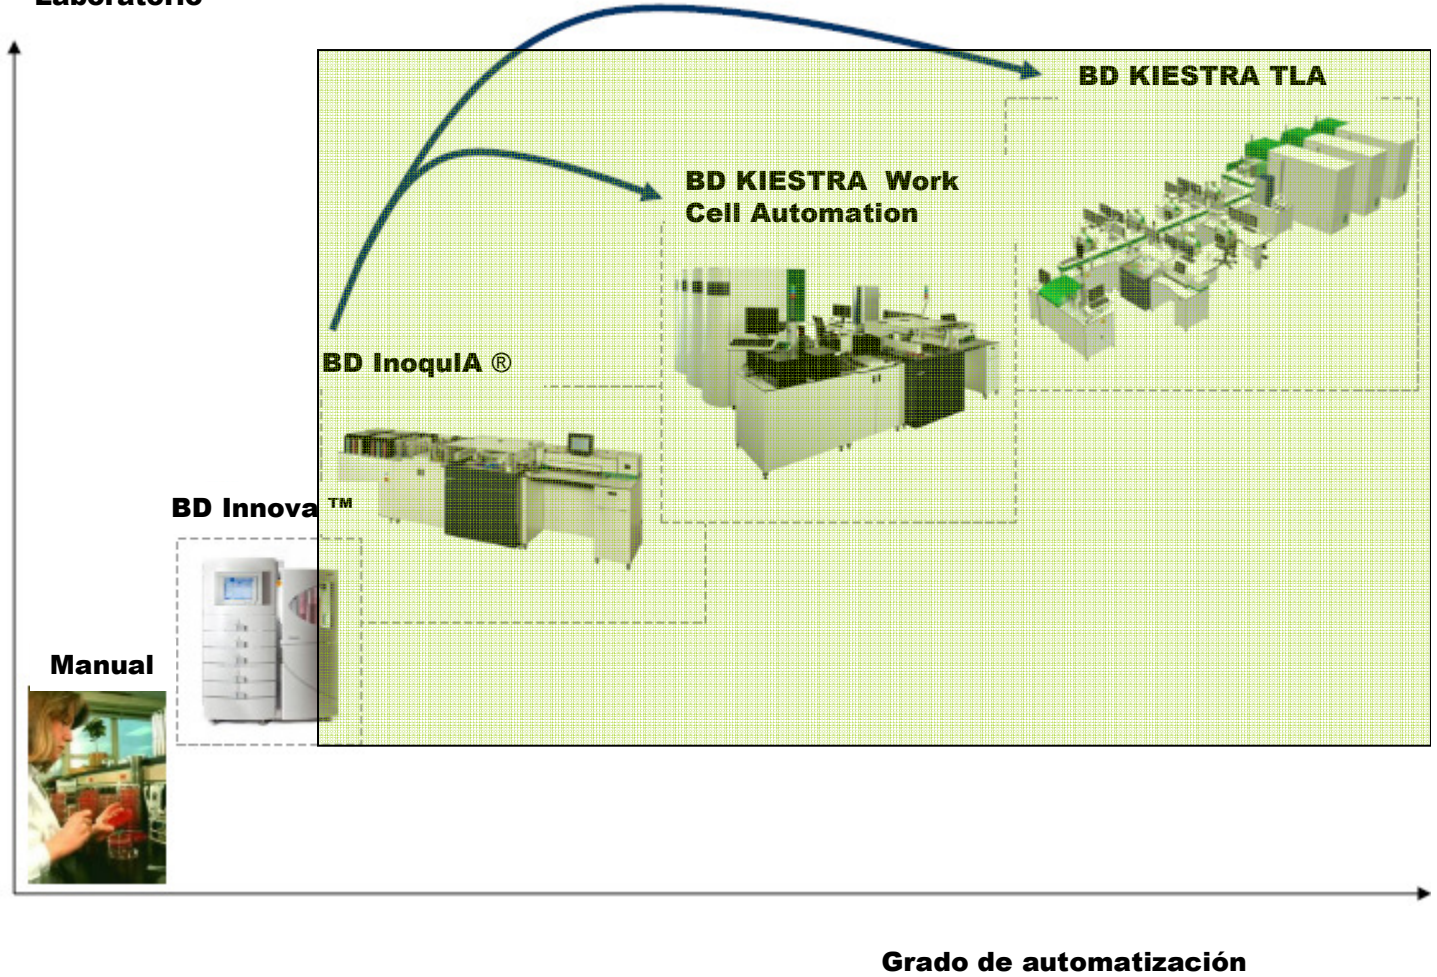 Laboratorio
BD KIESTRA TLA
BD KIESTRA Work
Cell Automation
BD InoqulA ®
BD Innova ™
Manual
Grado de automatización